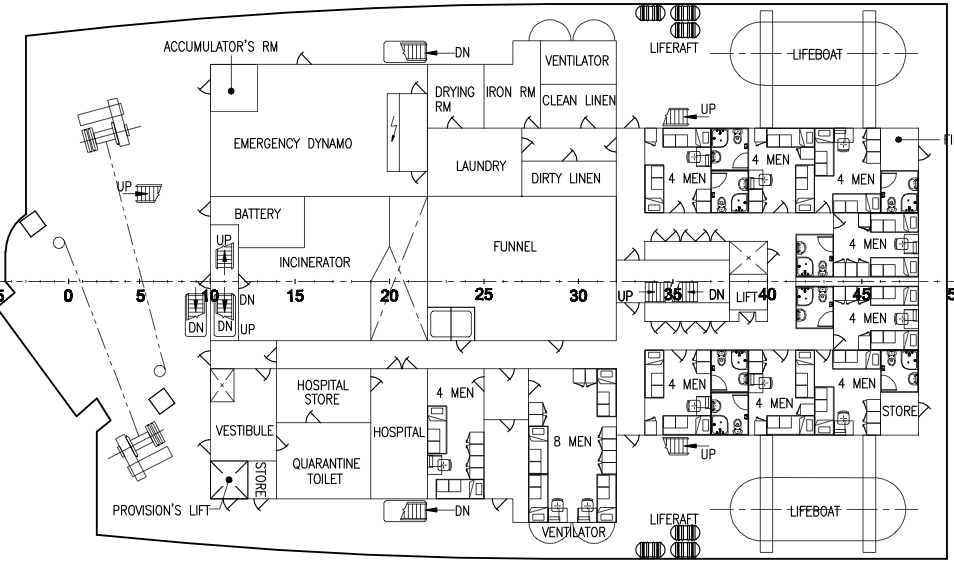 LIFERAFT
LIFEBOAT
ACCUMULATOR'S RM
DN
VENTILATOR
DRYING
RM
IRON RM
CLEAN LINEN
UP
EMERGENCY DYNAMO
LAUNDRY
DIRTY LINEN
4 MEN
4 MEN
4 MEN
UP
BATTERY
UP
INCINERATOR
FUNNEL
4 MEN
0
5
10
15
20
25
30
35
40
45
DN
DN
DN
UP
UP
DN
LIFT
4 MEN
HOSPITAL
STORE
4 MEN
4 MEN
4 MEN
4 MEN
STORE
VESTIBULE
HOSPITAL
8 MEN
QUARANTINE
TOILET
STORE
UP
PROVISION'S LIFT
DN
VENTILATOR
LIFERAFT
LIFEBOAT